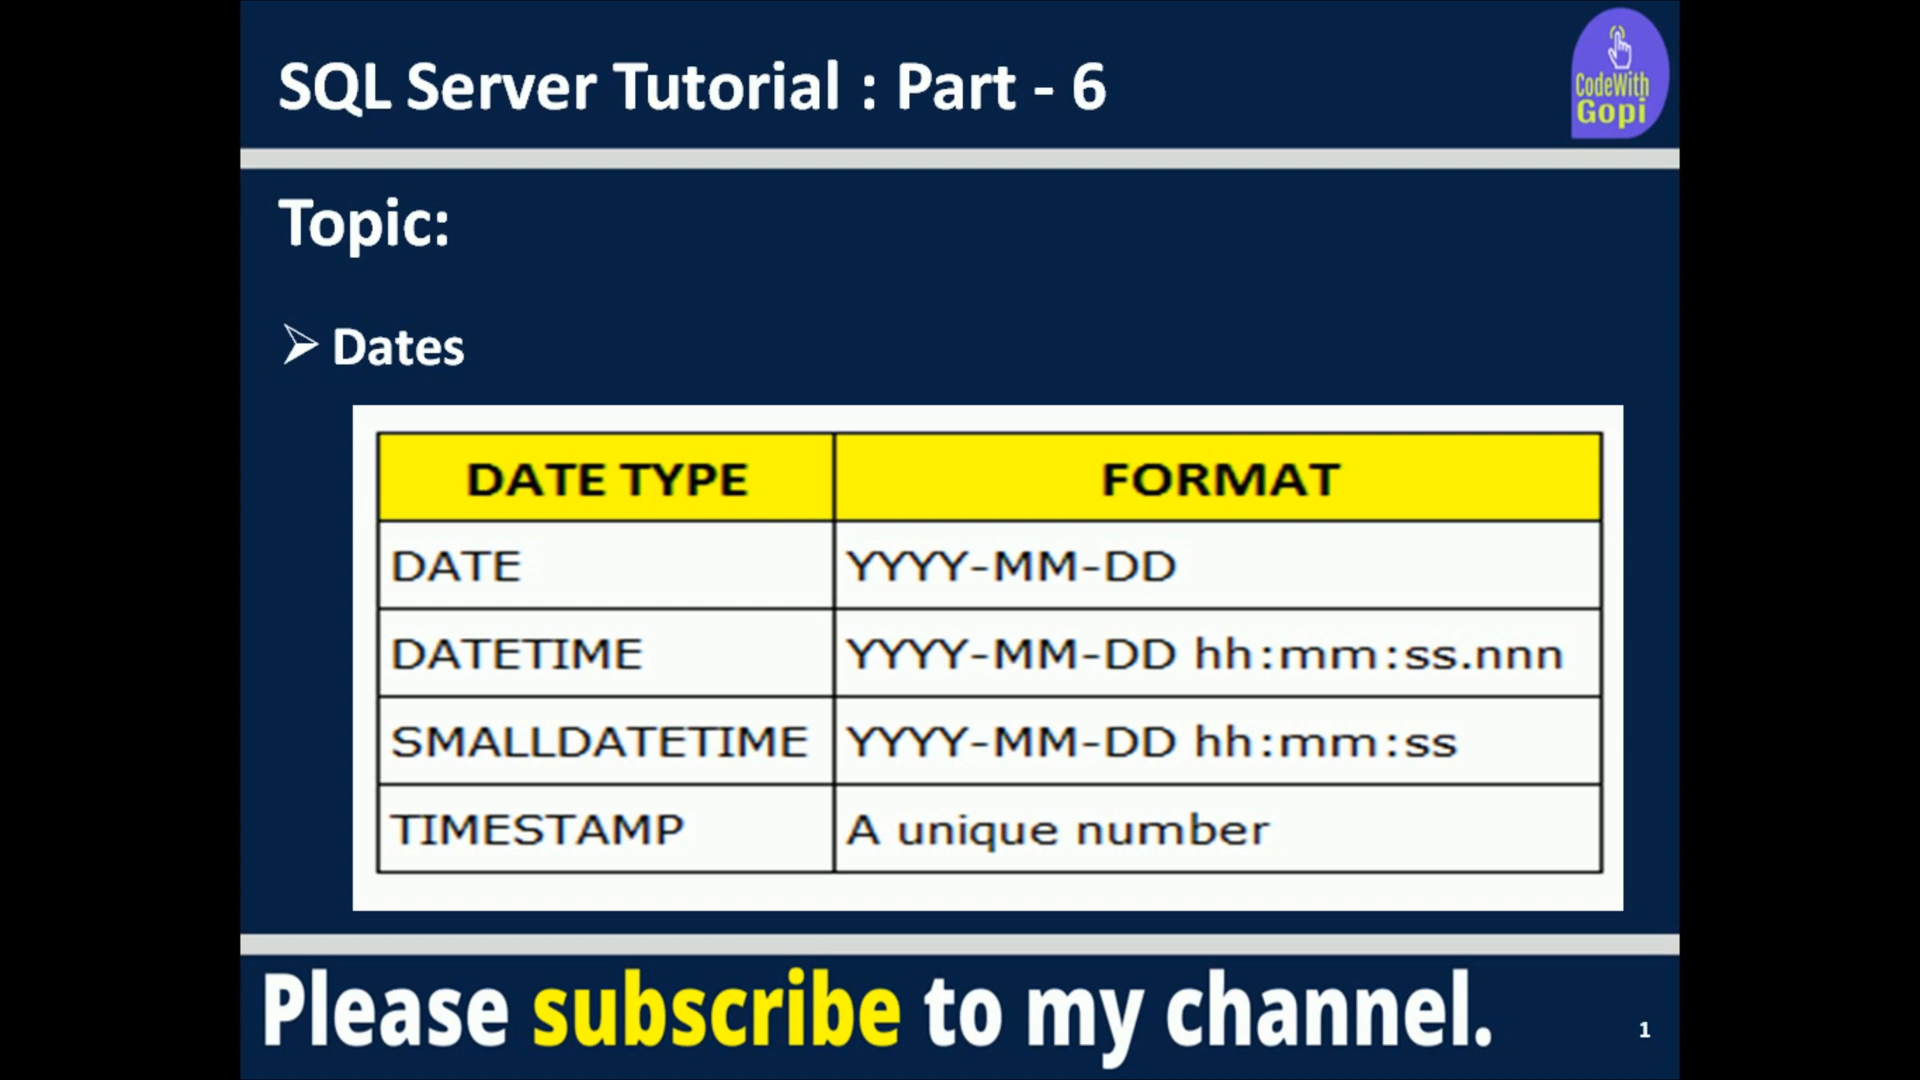 SQL Server Tutorial : Part - 6
CodeWith
Gopi
Topic:
Dates
DATE TYPE FORMAT
DATE YYYY-MM-DD
DATETIME YYYY-MM-DD hh:mm:ss.nnn
SMALLDATETIME YYYY-MM-DD hh:mm:ss
TIMESTAMP A unique number
Please subscribe to my channel.
1